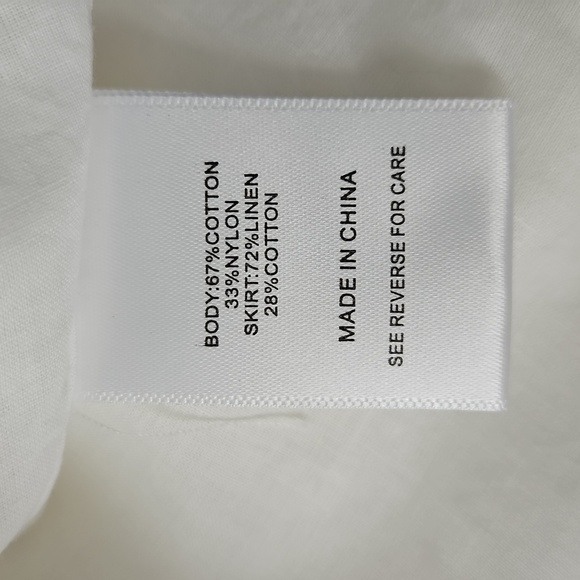 BODY:67%COTTON
33%NYLON
SKIRT:72%LINEN
28%COTTON
MADE IN CHINA
SEE REVERSE FOR CARE